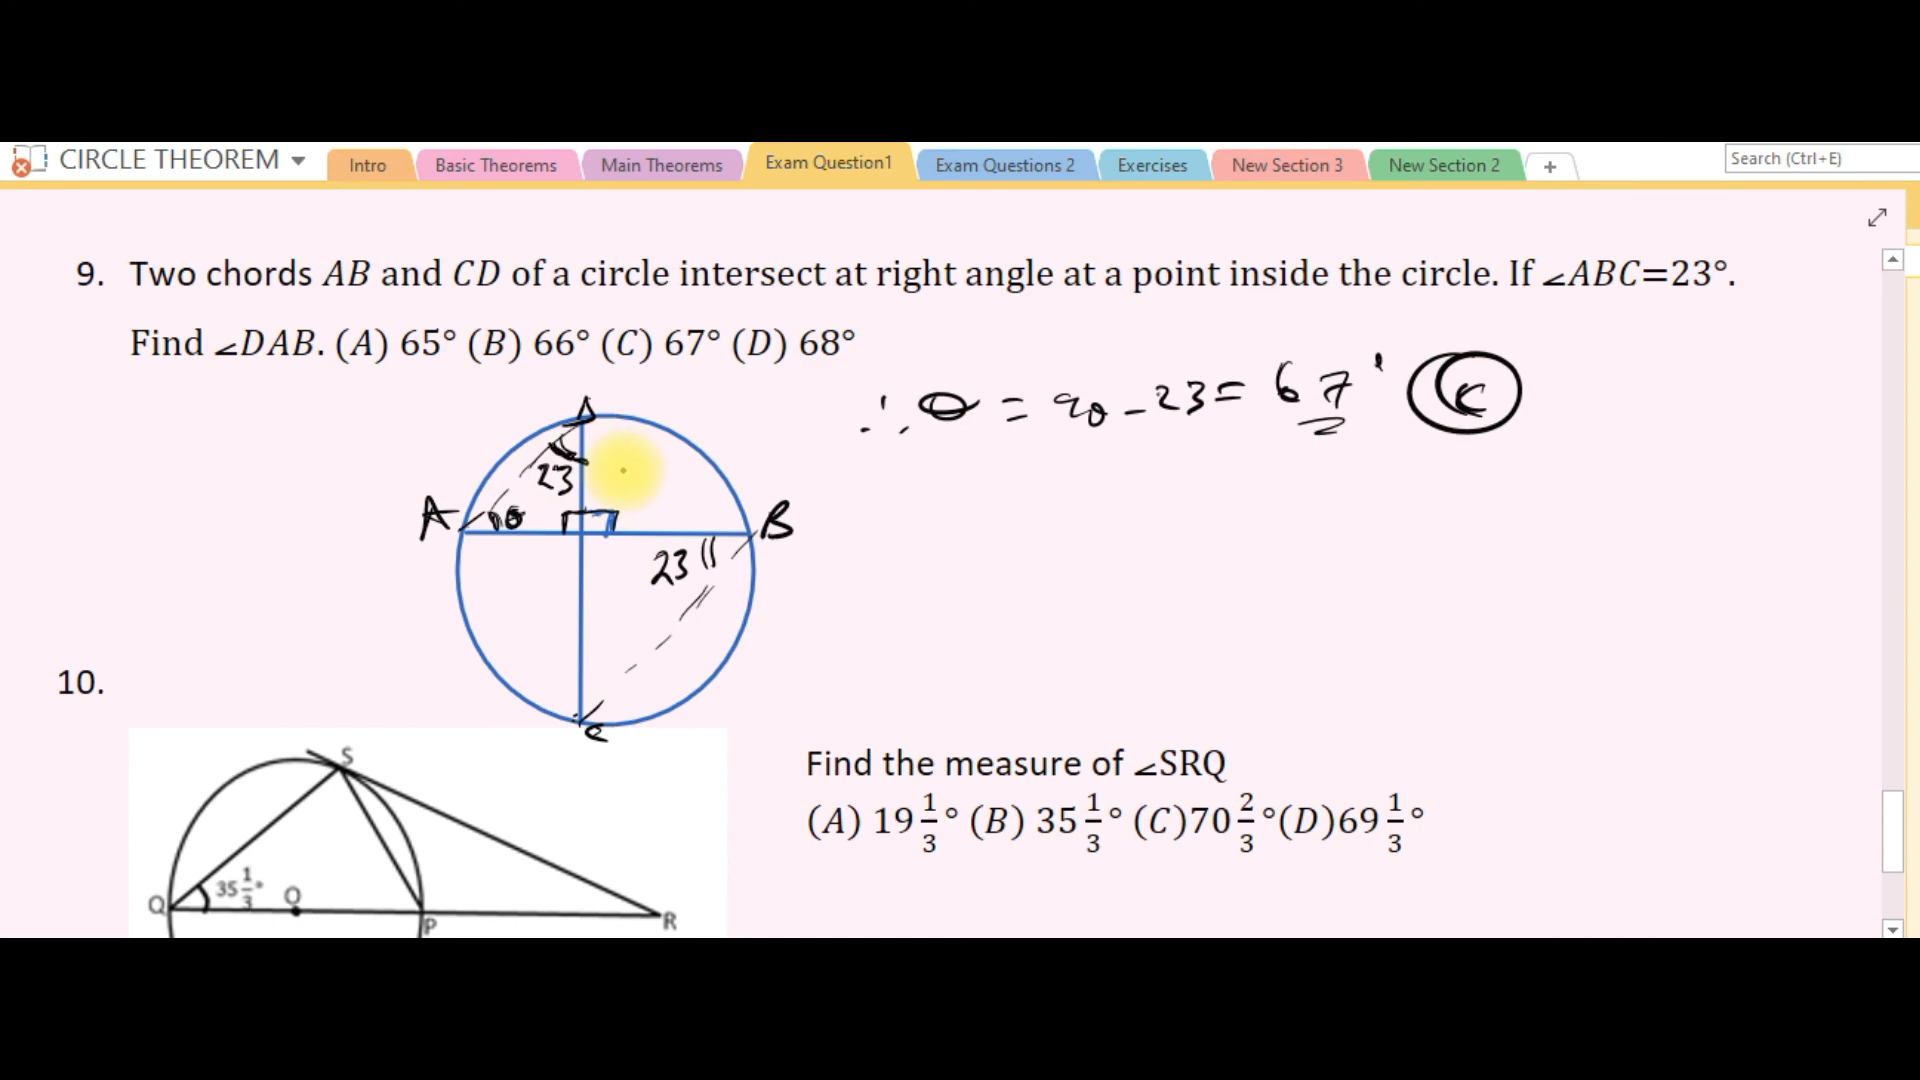 CIRCLE THEOREM
Intro
Basic Theorems
Main Theorems
Exam Question1
Exam Questions 2
Exercises
New Section 3
New Section 2
+
Search (Ctrl+E)
9. Two chords AB and CD of a circle intersect at right angle at a point inside the circle. If ∠ABC=23°.
Find ∠DAB. (A) 65° (B) 66° (C) 67° (D) 68°
∴ θ = 90 - 23 = 67° C
23
A θ B
23
C
10.
Find the measure of ∠SRQ
(A) 19 1/3° (B) 35 1/3° (C)70 2/3°(D)69 1/3°
S
Q 35 1/3° O P R